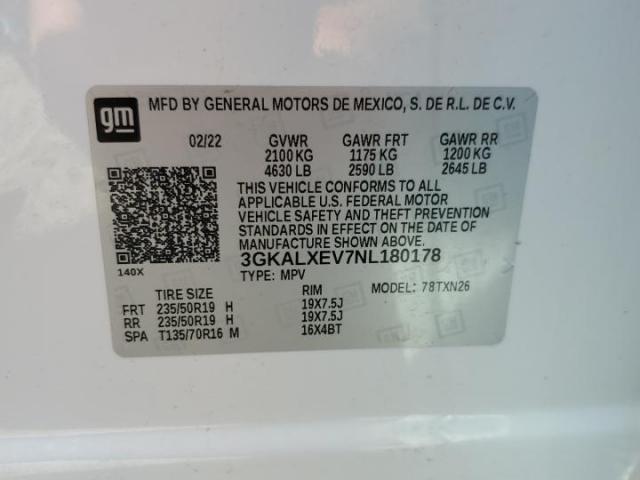 gm MFD BY GENERAL MOTORS DE MEXICO, S. DE R.L. DE C.V.
02/22 GVWR GAWR FRT GAWR RR
2100 KG 1175 KG 1200 KG
4630 LB 2590 LB 2645 LB
THIS VEHICLE CONFORMS TO ALL
APPLICABLE U.S. FEDERAL MOTOR
VEHICLE SAFETY AND THEFT PREVENTION
STANDARDS IN EFFECT ON THE DATE OF
MANUFACTURE SHOWN ABOVE.
3GKALXEV7NL180178
140X
TYPE: MPV MODEL: 78TXN26
TIRE SIZE RIM
FRT 235/50R19 H 19X7.5J
RR 235/50R19 H 19X7.5J
SPA T135/70R16 M 16X4BT